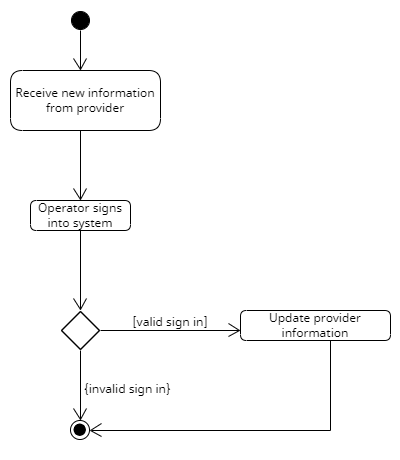 Receive new information
from provider
Operator signs
into system
[valid sign in]
Update provider
information
{invalid sign in}